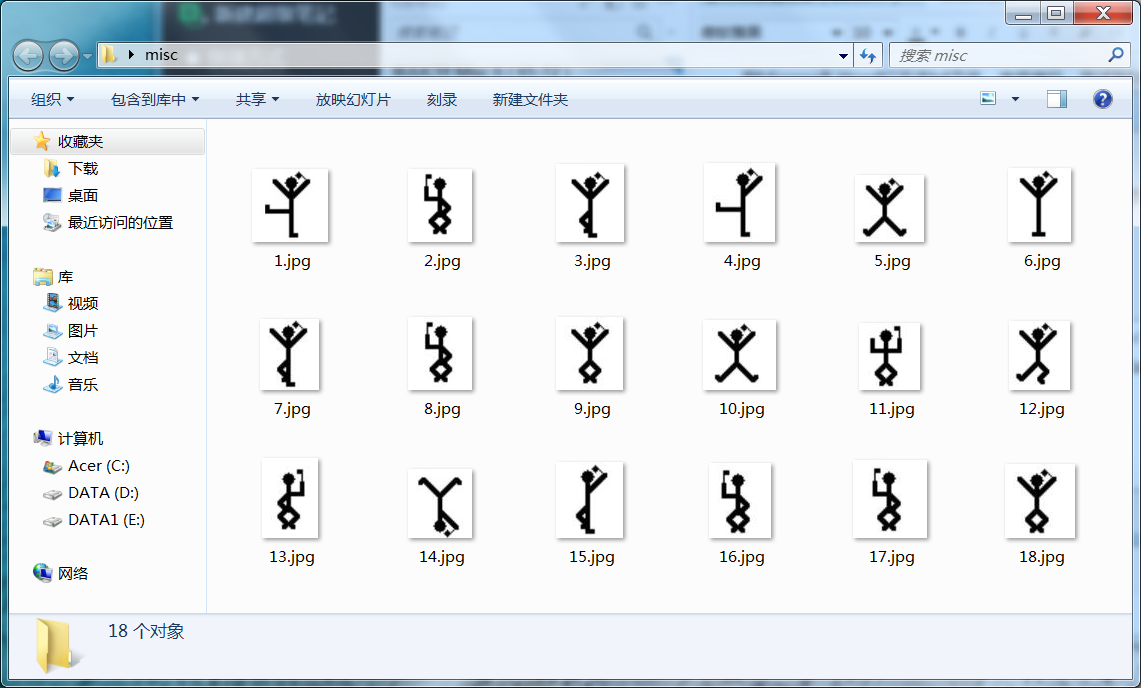 misc
搜索 misc
组织 包含到库中 共享 放映幻灯片 刻录 新建文件夹
收藏夹
下载
桌面
最近访问的位置
库
视频
图片
文档
音乐
计算机
Acer (C:)
DATA (D:)
DATA1 (E:)
网络
1.jpg 2.jpg 3.jpg 4.jpg 5.jpg 6.jpg
7.jpg 8.jpg 9.jpg 10.jpg 11.jpg 12.jpg
13.jpg 14.jpg 15.jpg 16.jpg 17.jpg 18.jpg
18 个对象